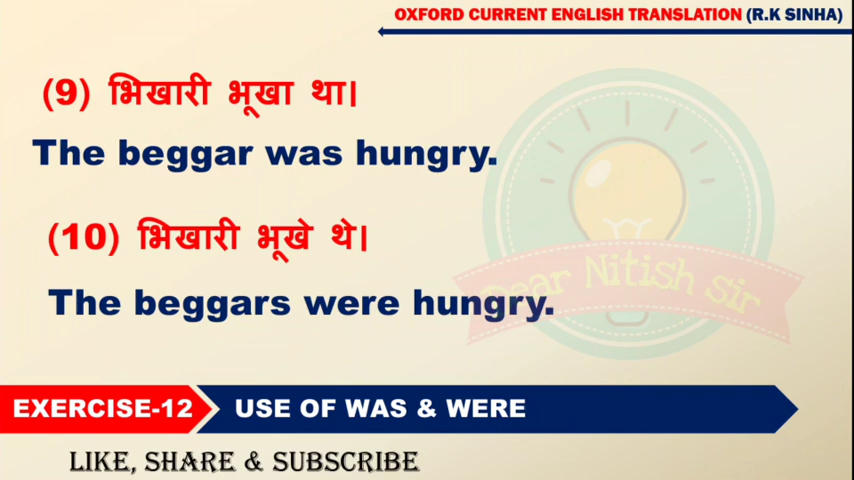 OXFORD CURRENT ENGLISH TRANSLATION (R.K SINHA)
(9) भिखारी भूखा था।
The beggar was hungry.
(10) भिखारी भूखे थे।
The beggars were hungry.
Dear Nitish Sir
EXERCISE-12 USE OF WAS & WERE
LIKE, SHARE & SUBSCRIBE